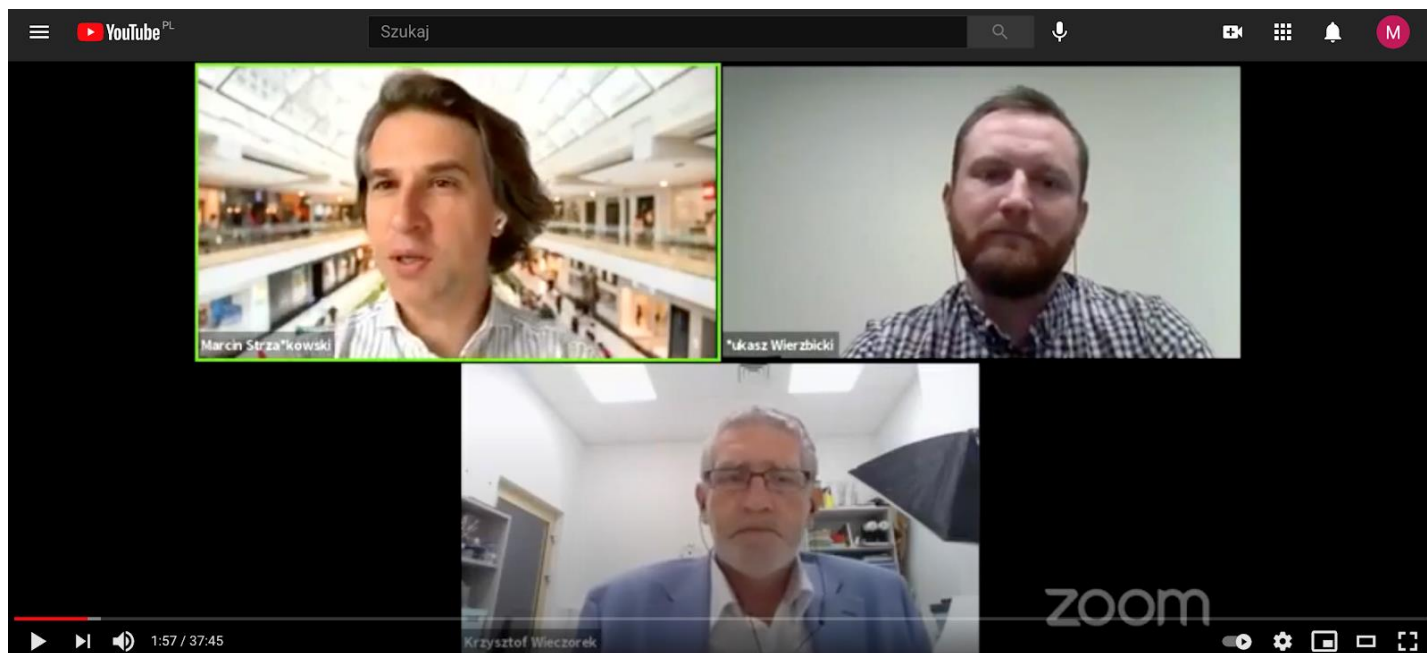 YouTube PL
Szukaj
M
Marcin Strza*kowski
*ukasz Wierzbicki
zoom
Krzysztof Wieczorek
1:57 / 37:45